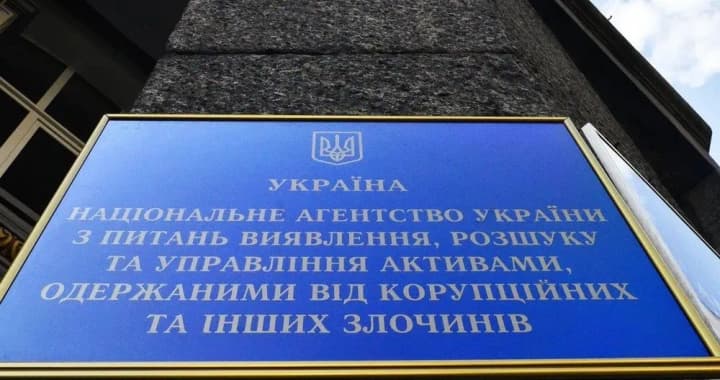 УКРАЇНА
НАЦІОНАЛЬНЕ АГЕНТСТВО УКРАЇНИ
З ПИТАНЬ ВИЯВЛЕННЯ, РОЗШУКУ
ТА УПРАВЛІННЯ АКТИВАМИ,
ОДЕРЖАНИМИ ВІД КОРУПЦІЙНИХ
ТА ІНШИХ ЗЛОЧИНІВ